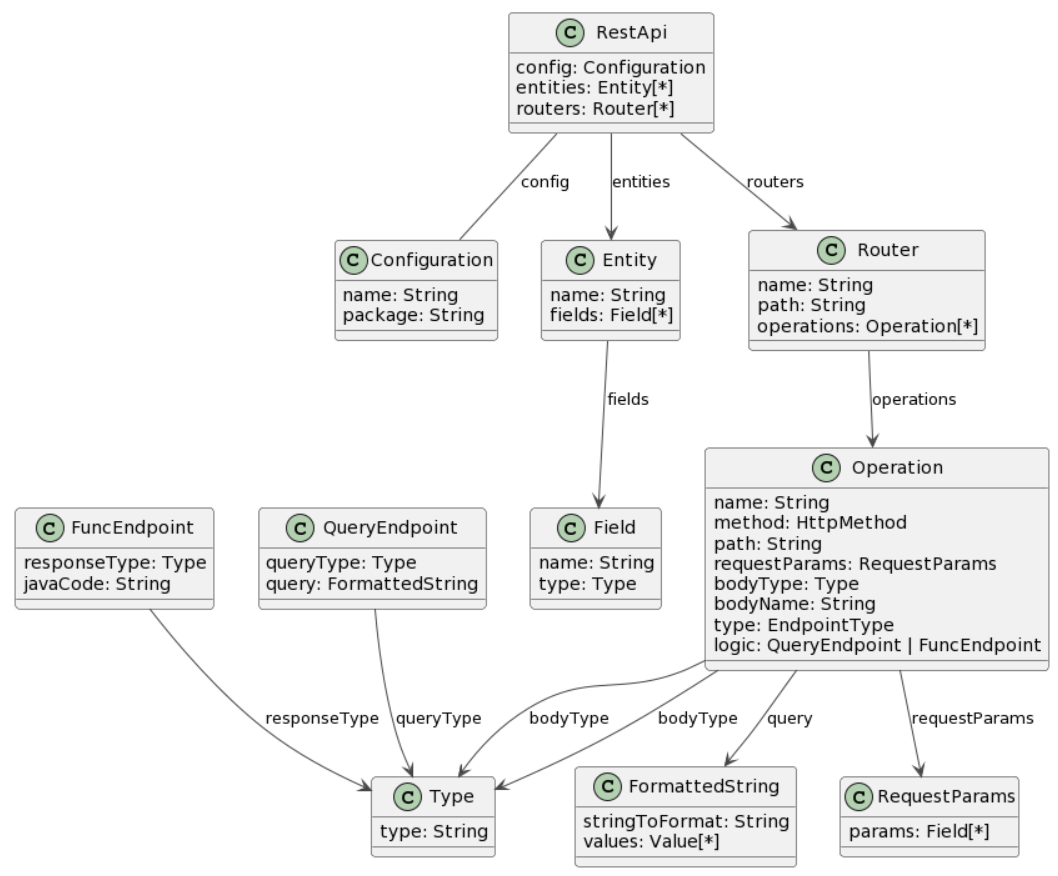 C RestApi
config: Configuration
entities: Entity[*]
routers: Router[*]
config
entities
routers
C Configuration
name: String
package: String
C Entity
name: String
fields: Field[*]
C Router
name: String
path: String
operations: Operation[*]
fields
operations
C FuncEndpoint
responseType: Type
javaCode: String
C QueryEndpoint
queryType: Type
query: FormattedString
C Field
name: String
type: Type
C Operation
name: String
method: HttpMethod
path: String
requestParams: RequestParams
bodyType: Type
bodyName: String
type: EndpointType
logic: QueryEndpoint | FuncEndpoint
responseType
queryType
bodyType
bodyType
query
requestParams
C Type
type: String
C FormattedString
stringToFormat: String
values: Value[*]
C RequestParams
params: Field[*]